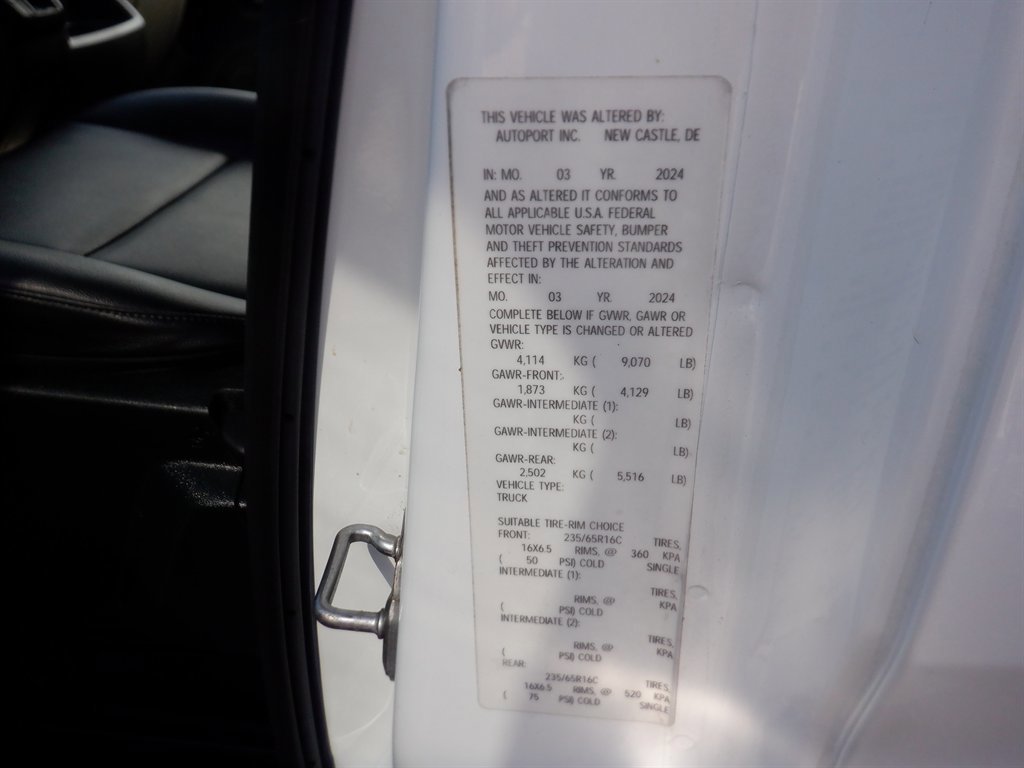 THIS VEHICLE WAS ALTERED BY:
AUTOPORT INC. NEW CASTLE, DE
IN: MO. 03 YR. 2024
AND AS ALTERED IT CONFORMS TO
ALL APPLICABLE U.S.A. FEDERAL
MOTOR VEHICLE SAFETY, BUMPER
AND THEFT PREVENTION STANDARDS
AFFECTED BY THE ALTERATION AND
EFFECT IN:
MO. 03 YR. 2024
COMPLETE BELOW IF GVWR, GAWR OR
VEHICLE TYPE IS CHANGED OR ALTERED
GVWR:
4,114 KG ( 9,070 LB)
GAWR-FRONT:
1,873 KG ( 4,129 LB)
GAWR-INTERMEDIATE (1):
KG ( LB)
GAWR-INTERMEDIATE (2):
KG ( LB)
GAWR-REAR:
2,502 KG ( 5,516 LB)
VEHICLE TYPE:
TRUCK
SUITABLE TIRE-RIM CHOICE
FRONT: 235/65R16C TIRES,
16X6.5 RIMS, @ 360 KPA
( 50 PSI) COLD SINGLE
INTERMEDIATE (1):
TIRES,
RIMS, @ KPA
( PSI) COLD
INTERMEDIATE (2):
TIRES,
RIMS, @ KPA
( PSI) COLD
REAR:
235/65R16C TIRES,
16X6.5 RIMS, @ 520 KPA
( 75 PSI) COLD SINGLE